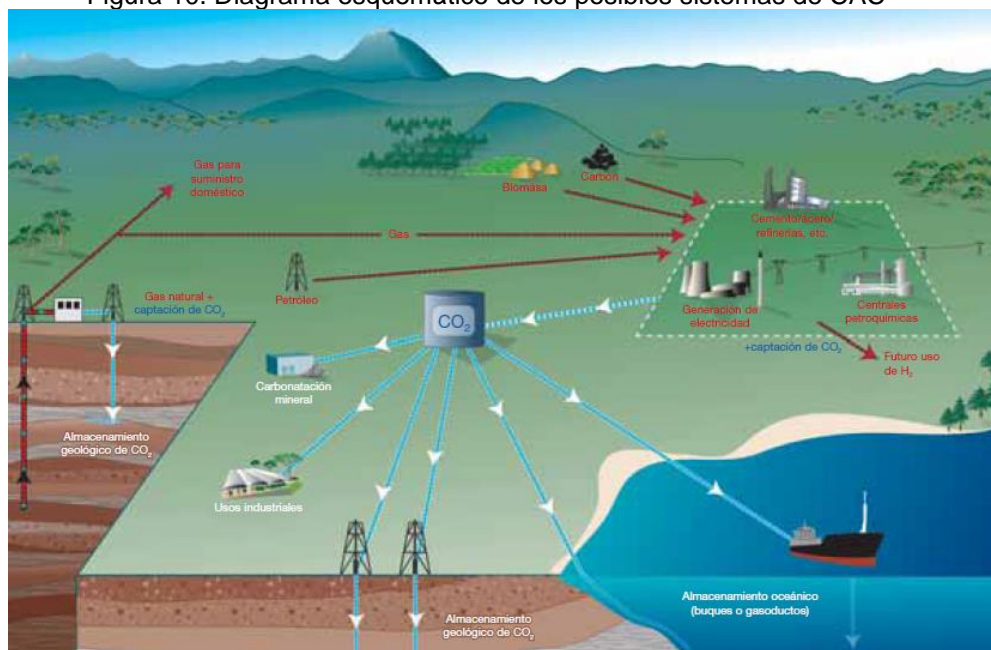 Figura 10. Diagrama esquemático de los posibles sistemas de CAC
Gas para
suministro
doméstico
Biomasa
Carbón
Cemento/acero/
refinerías, etc.
Gas
Petróleo
Gas natural +
captación de CO₂
Generación de
electricidad
Centrales
petroquímicas
+captación de CO₂
Futuro uso
de H₂
CO₂
Carbonatación
mineral
Almacenamiento
geológico de CO₂
Usos industriales
Almacenamiento oceánico
(buques o gasoductos)
Almacenamiento
geológico de CO₂